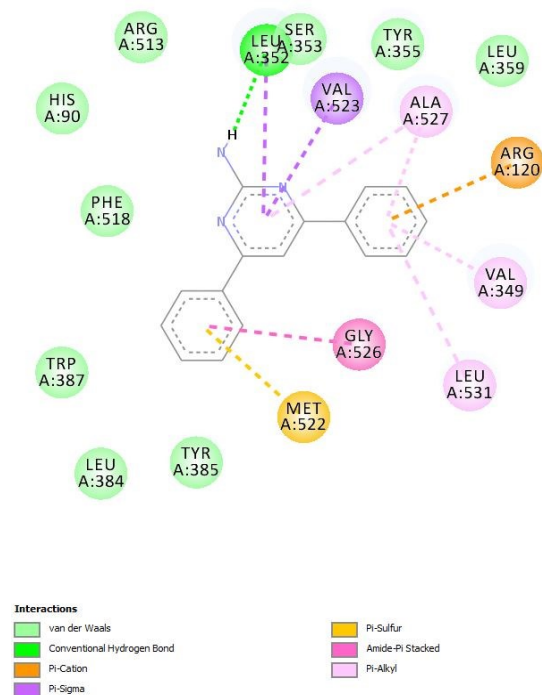 ARG
A:513
LEU
A:352
SER
A:353
TYR
A:355
LEU
A:359
HIS
A:90
VAL
A:523
ALA
A:527
H
N
ARG
A:120
PHE
A:518
N
N
VAL
A:349
GLY
A:526
TRP
A:387
LEU
A:531
MET
A:522
LEU
A:384
TYR
A:385
Interactions
van der Waals
Conventional Hydrogen Bond
Pi-Cation
Pi-Sigma
Pi-Sulfur
Amide-Pi Stacked
Pi-Alkyl